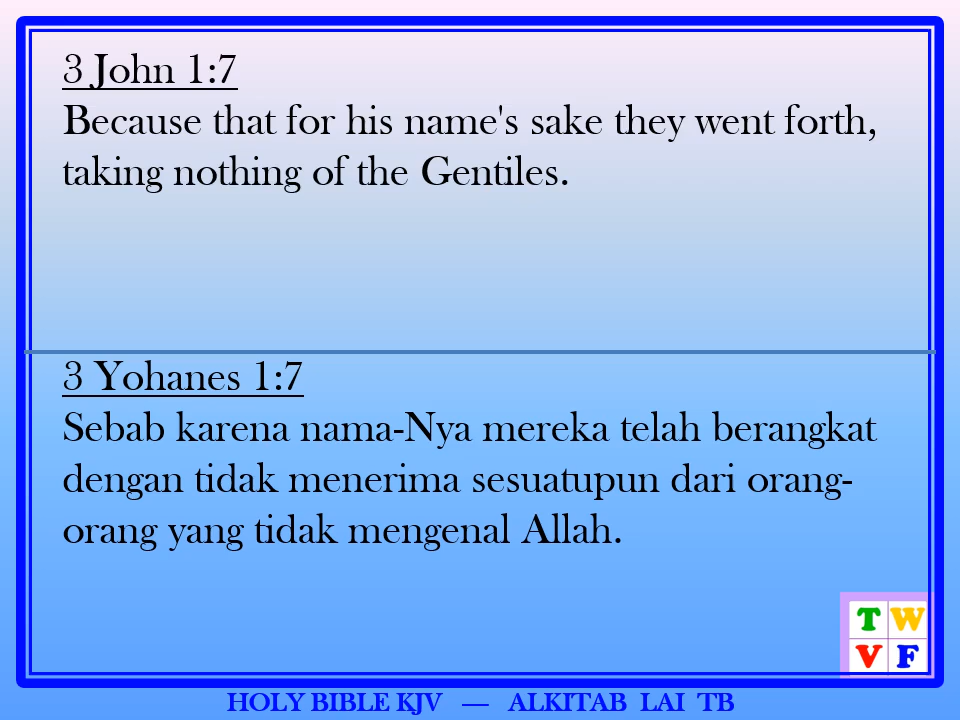 3 John 1:7
Because that for his name's sake they went forth,
taking nothing of the Gentiles.
3 Yohanes 1:7
Sebab karena nama-Nya mereka telah berangkat
dengan tidak menerima sesuatupun dari orang-
orang yang tidak mengenal Allah.
T W
V F
HOLY BIBLE KJV — ALKITAB LAI TB